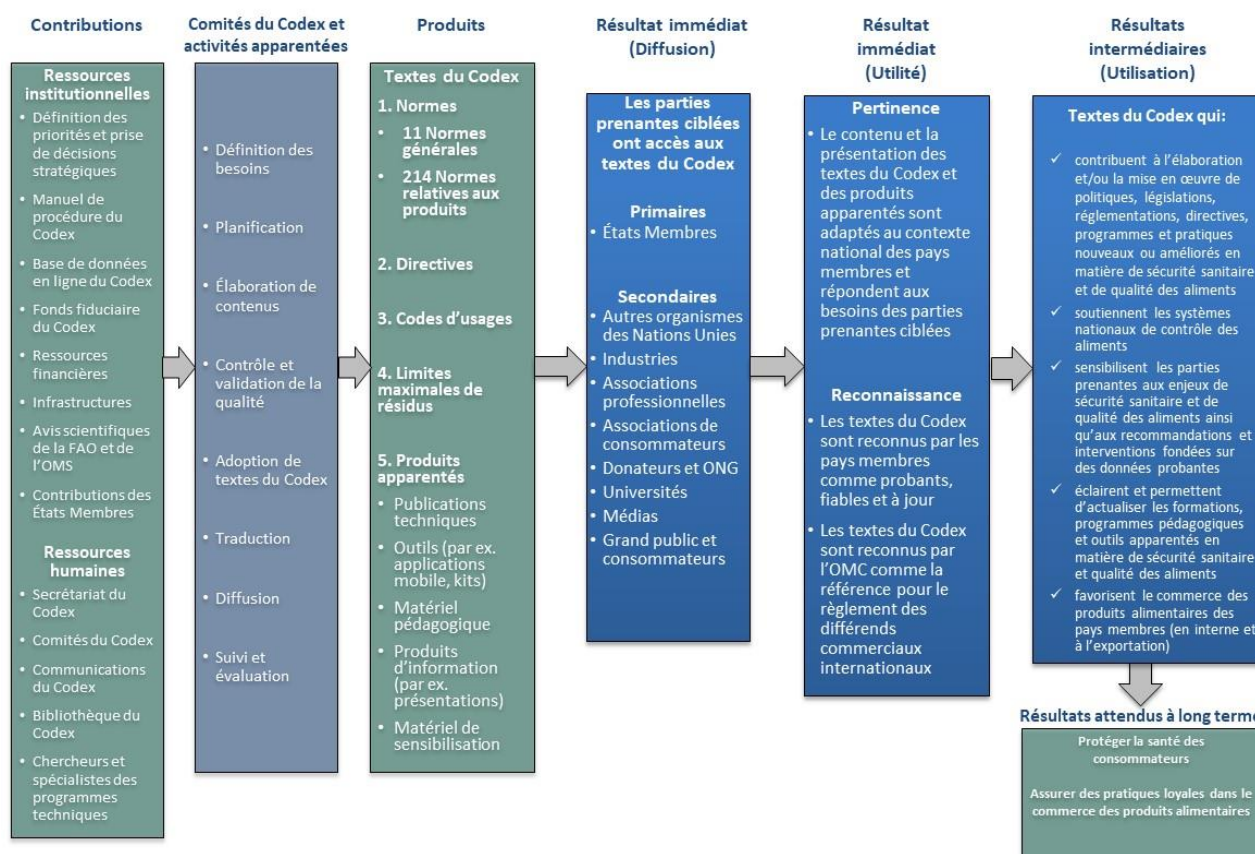 Contributions
Ressources
institutionnelles
• Définition des
priorités et prise
de décisions
stratégiques
• Manuel de
procédure du
Codex
• Base de données
en ligne du Codex
• Fonds fiduciaire
du Codex
• Ressources
financières
• Infrastructures
• Avis scientifiques
de la FAO et de
l'OMS
• Contributions des
États Membres
Ressources
humaines
• Secrétariat du
Codex
• Comités du Codex
• Communications
du Codex
• Bibliothèque du
Codex
• Chercheurs et
spécialistes des
programmes
techniques
Comités du Codex et
activités apparentées
• Définition des
besoins
• Planification
• Élaboration de
contenus
• Contrôle et
validation de la
qualité
• Adoption de
textes du Codex
• Traduction
• Diffusion
• Suivi et
évaluation
Produits
Textes du Codex
1. Normes
• 11 Normes
générales
• 214 Normes
relatives aux
produits
2. Directives
3. Codes d'usages
4. Limites
maximales de
résidus
5. Produits
apparentés
• Publications
techniques
• Outils (par ex.
applications
mobile, kits)
• Matériel
pédagogique
• Produits
d'information
(par ex.
présentations)
• Matériel de
sensibilisation
Résultat immédiat
(Diffusion)
Les parties
prenantes ciblées
ont accès aux
textes du Codex
Primaires
• États Membres
Secondaires
• Autres organismes
des Nations Unies
• Industries
• Associations
professionnelles
• Associations de
consommateurs
• Donateurs et ONG
• Universités
• Médias
• Grand public et
consommateurs
Résultat
immédiat
(Utilité)
Pertinence
• Le contenu et la
présentation des
textes du Codex et
des produits
apparentés sont
adaptés au contexte
national des pays
membres et
répondent aux
besoins des parties
prenantes ciblées
Reconnaissance
• Les textes du Codex
sont reconnus par les
pays membres
comme probants,
fiables et à jour
• Les textes du Codex
sont reconnus par
l'OMC comme la
référence pour le
règlement des
différends
commerciaux
internationaux
Résultats
intermédiaires
(Utilisation)
Textes du Codex qui:
✓ contribuent à l'élaboration
et/ou la mise en œuvre de
politiques, législations,
réglementations, directives,
programmes et pratiques
nouveaux ou améliorés en
matière de sécurité sanitaire
et de qualité des aliments
✓ soutiennent les systèmes
nationaux de contrôle des
aliments
✓ sensibilisent les parties
prenantes aux enjeux de
sécurité sanitaire et de
qualité des aliments ainsi
qu'aux recommandations et
interventions fondées sur
des données probantes
✓ éclairent et permettent
d'actualiser les formations,
programmes pédagogiques
et outils apparentés en
matière de sécurité sanitaire
et qualité des aliments
✓ favorisent le commerce des
produits alimentaires des
pays membres (en interne et
à l'exportation)
Résultats attendus à long terme
Protéger la santé des
consommateurs
Assurer des pratiques loyales dans le
commerce des produits alimentaires